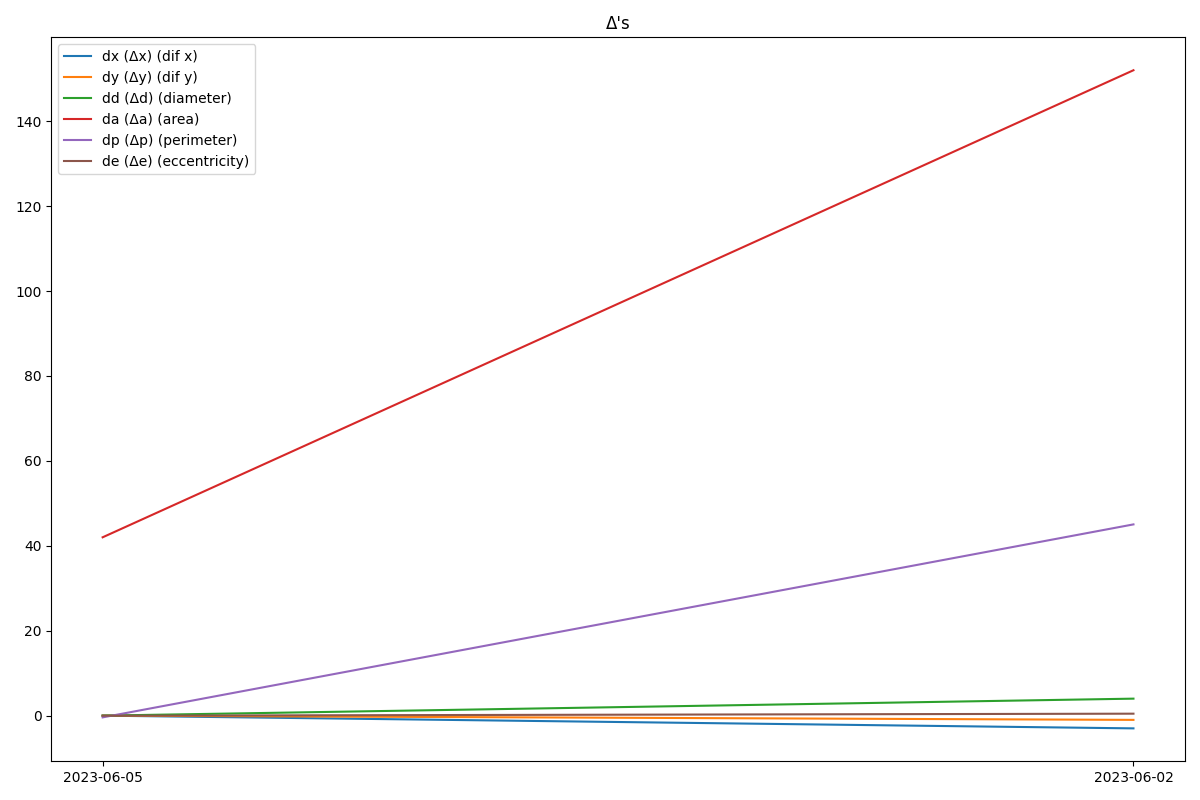 Δ's
dx (Δx) (dif x)
dy (Δy) (dif y)
dd (Δd) (diameter)
da (Δa) (area)
dp (Δp) (perimeter)
de (Δe) (eccentricity)
140
120
100
80
60
40
20
0
2023-06-05
2023-06-02